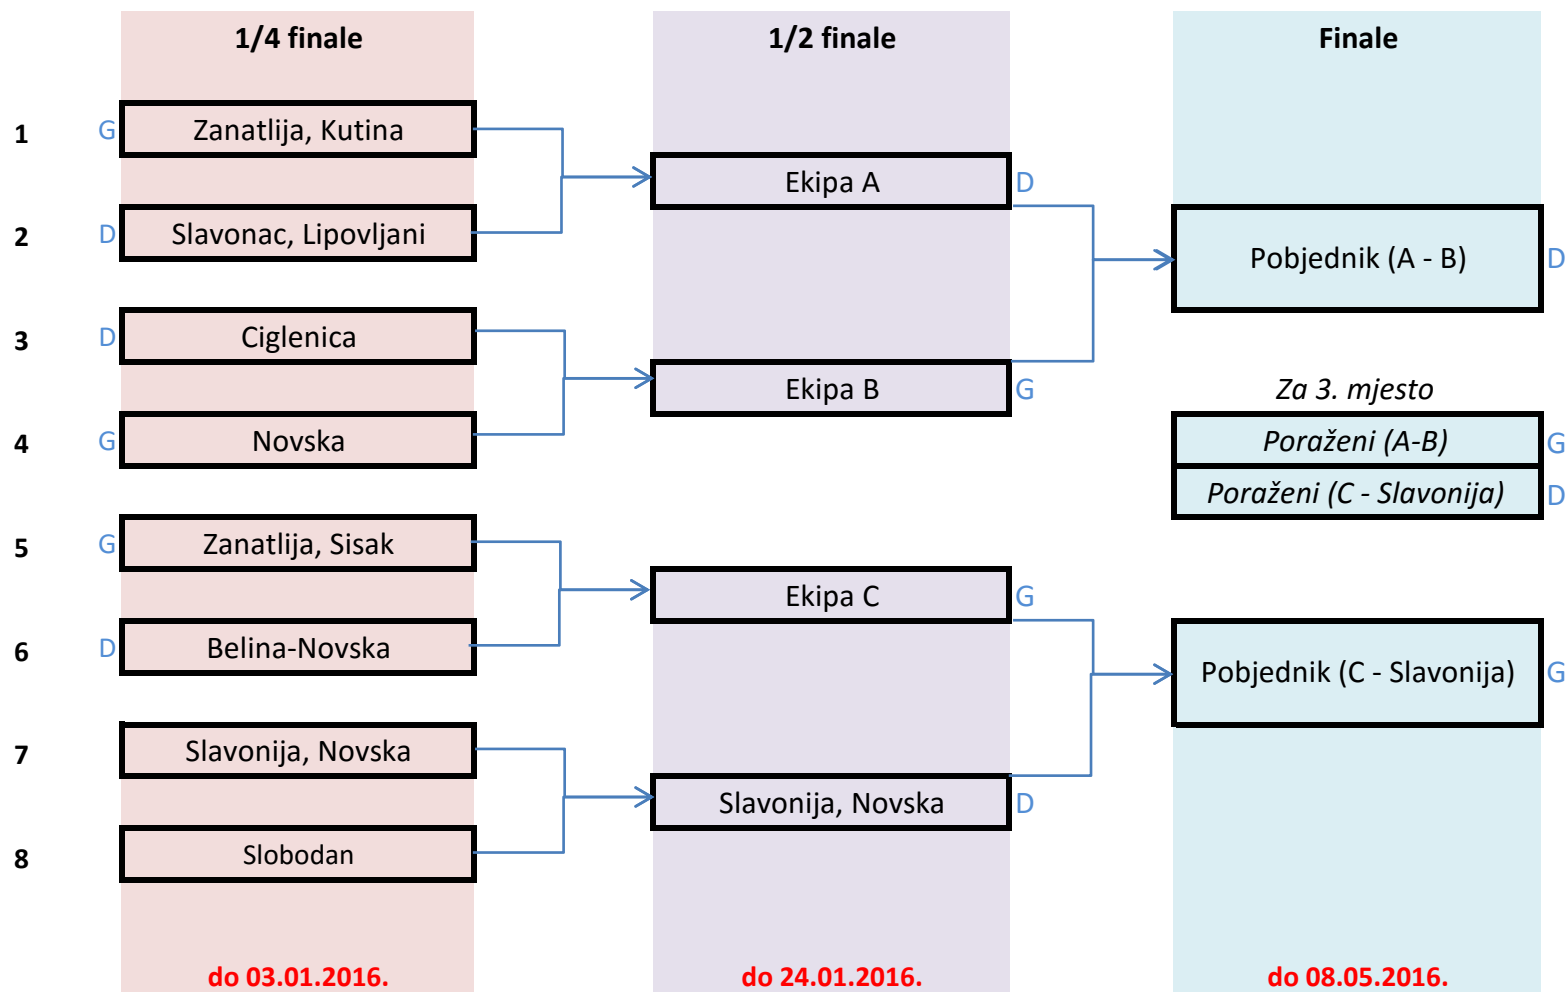 1/4 finale
1/2 finale
Finale
1 G Zanatlija, Kutina
Ekipa A D
2 D Slavonac, Lipovljani
Pobjednik (A - B) D
3 D Ciglenica
Ekipa B G
Za 3. mjesto
4 G Novska
Poraženi (A-B) G
Poraženi (C - Slavonija) D
5 G Zanatlija, Sisak
Ekipa C G
6 D Belina-Novska
Pobjednik (C - Slavonija) G
7 Slavonija, Novska
Slavonija, Novska D
8 Slobodan
do 03.01.2016.
do 24.01.2016.
do 08.05.2016.